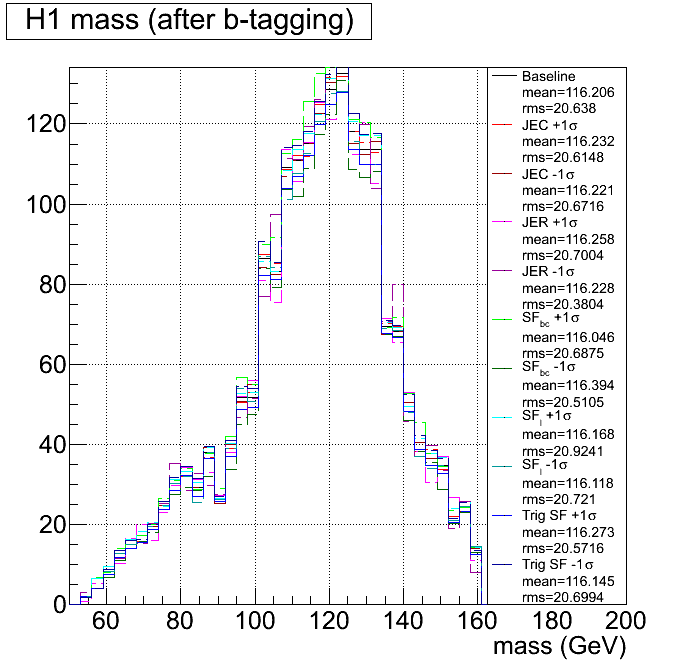 H1 mass (after b-tagging)
Baseline
mean=116.206
rms=20.638
JEC +1σ
mean=116.232
rms=20.6148
JEC -1σ
mean=116.221
rms=20.6716
JER +1σ
mean=116.258
rms=20.7004
JER -1σ
mean=116.228
rms=20.3804
SFbc +1σ
mean=116.046
rms=20.6875
SFbc -1σ
mean=116.394
rms=20.5105
SFl +1σ
mean=116.168
rms=20.9241
SFl -1σ
mean=116.118
rms=20.721
Trig SF +1σ
mean=116.273
rms=20.5716
Trig SF -1σ
mean=116.145
rms=20.6994
120
100
80
60
40
20
0
60 80 100 120 140 160 180 200
mass (GeV)